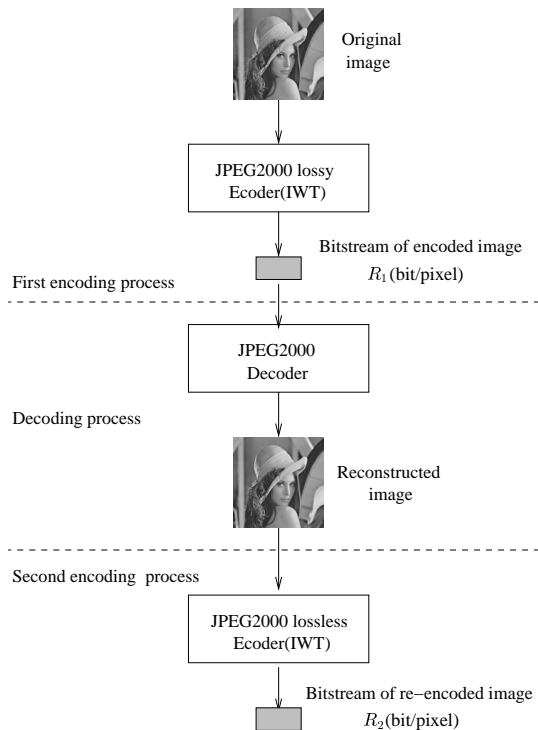 Original
image
JPEG2000 lossy
Ecoder(IWT)
Bitstream of encoded image
R₁(bit/pixel)
First encoding process
JPEG2000
Decoder
Decoding process
Reconstructed
image
Second encoding process
JPEG2000 lossless
Ecoder(IWT)
Bitstream of re−encoded image
R₂(bit/pixel)